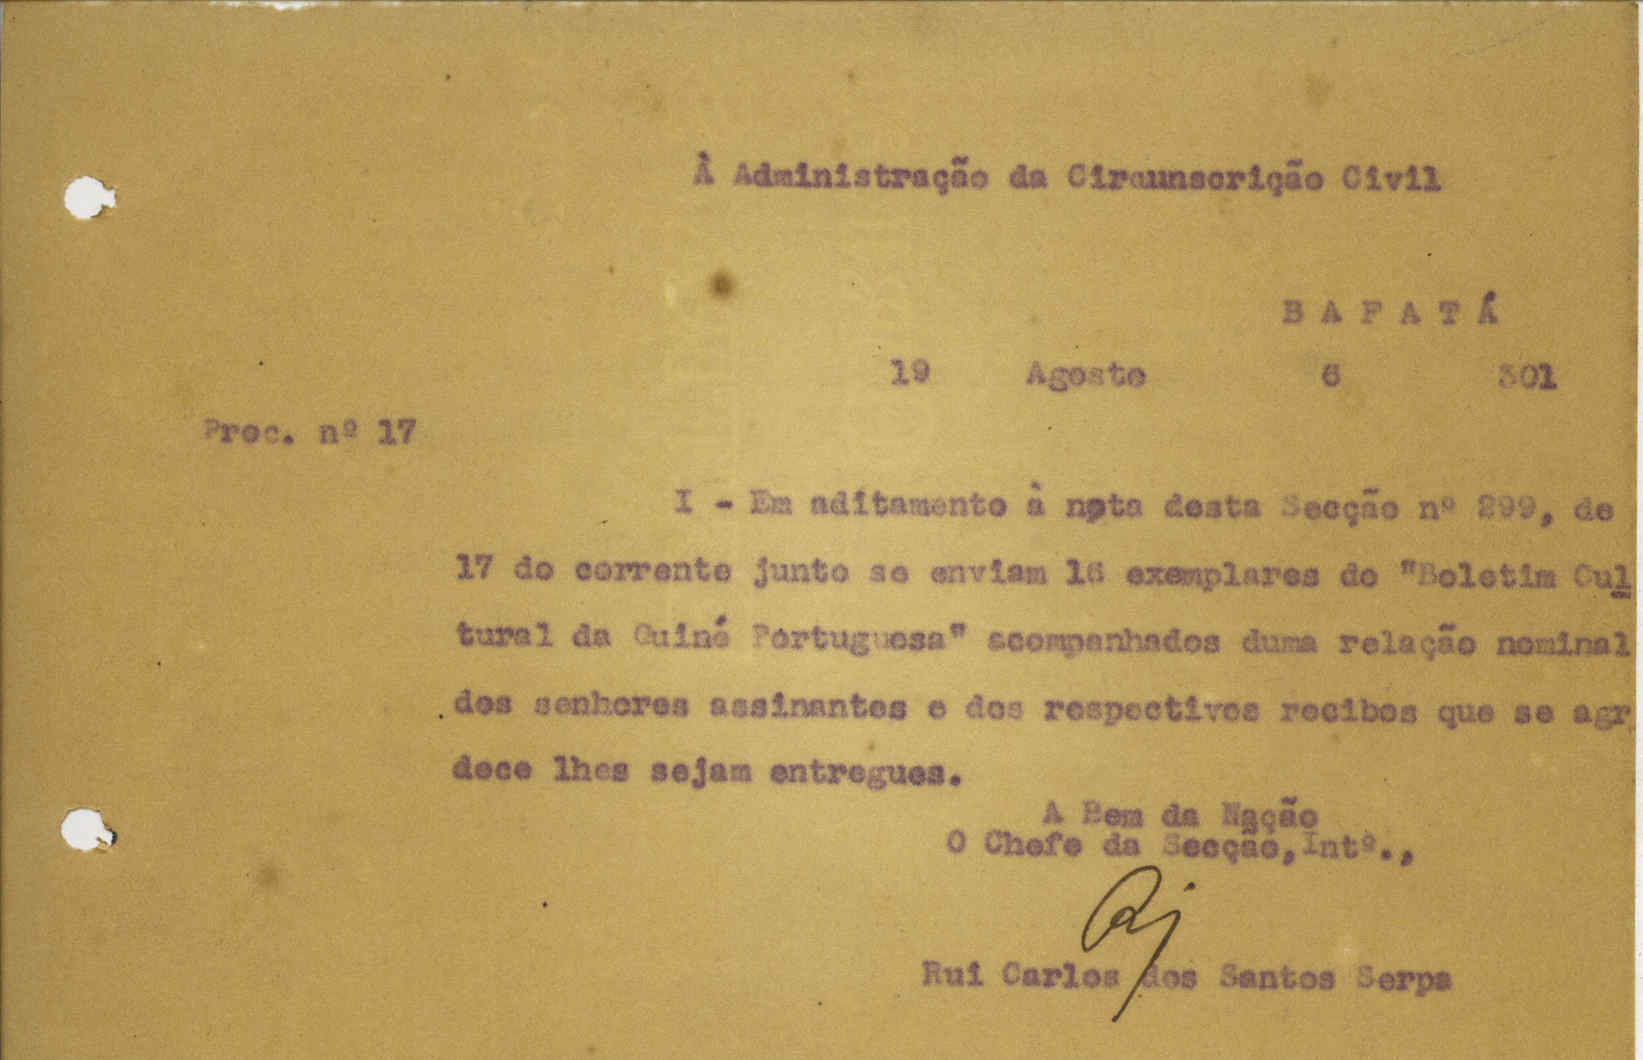 À Administração da Circunscrição Civil
B A F A T Á
19 Agosto 6 301
Proc. nº 17
I - Em aditamento à nota desta Secção nº 299, de
17 do corrente junto se enviam 16 exemplares do "Boletim Cul
tural da Guiné Portuguesa" acompanhados duma relação nominal
dos senhores assinantes e dos respectivos recibos que se agr
dece lhes sejam entregues.
A Bem da Nação
O Chefe da Secção,Intº.,
Rui Carlos dos Santos Serpa